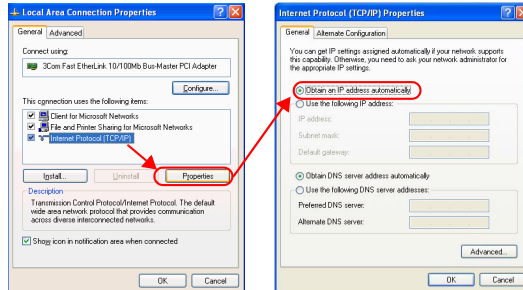 Local Area Connection Properties
General Advanced
Connect using:
3Com Fast EtherLink 10/100Mb Bus-Master PCI Adapter
Configure...
This connection uses the following items:
Client for Microsoft Networks
File and Printer Sharing for Microsoft Networks
Internet Protocol (TCP/IP)
Install... Uninstall Properties
Description
Transmission Control Protocol/Internet Protocol. The default
wide area network protocol that provides communication
across diverse interconnected networks.
Show icon in notification area when connected
OK Cancel
Internet Protocol (TCP/IP) Properties
General Alternate Configuration
You can get IP settings assigned automatically if your network supports
this capability. Otherwise, you need to ask your network administrator for
the appropriate IP settings.
Obtain an IP address automatically
Use the following IP address:
IP address:
Subnet mask:
Default gateway:
Obtain DNS server address automatically
Use the following DNS server addresses:
Preferred DNS server:
Alternate DNS server:
Advanced...
OK Cancel